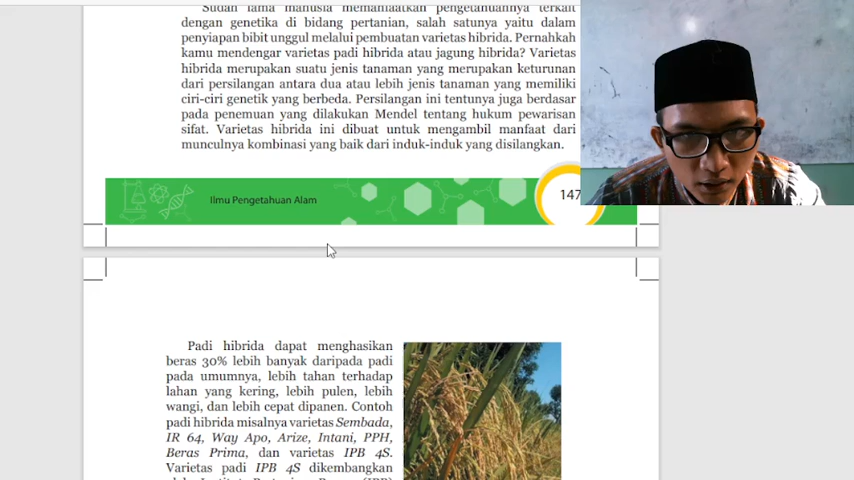 Sudah lama manusia memanfaatkan pengetahuannya terkait
dengan genetika di bidang pertanian, salah satunya yaitu dalam
penyiapan bibit unggul melalui pembuatan varietas hibrida. Pernahkah
kamu mendengar varietas padi hibrida atau jagung hibrida? Varietas
hibrida merupakan suatu jenis tanaman yang merupakan keturunan
dari persilangan antara dua atau lebih jenis tanaman yang memiliki
ciri-ciri genetik yang berbeda. Persilangan ini tentunya juga berdasar
pada penemuan yang dilakukan Mendel tentang hukum pewarisan
sifat. Varietas hibrida ini dibuat untuk mengambil manfaat dari
munculnya kombinasi yang baik dari induk-induk yang disilangkan.
Ilmu Pengetahuan Alam
147
Padi hibrida dapat menghasikan
beras 30% lebih banyak daripada padi
pada umumnya, lebih tahan terhadap
lahan yang kering, lebih pulen, lebih
wangi, dan lebih cepat dipanen. Contoh
padi hibrida misalnya varietas Sembada,
IR 64, Way Apo, Arize, Intani, PPH,
Beras Prima, dan varietas IPB 4S.
Varietas padi IPB 4S dikembangkan